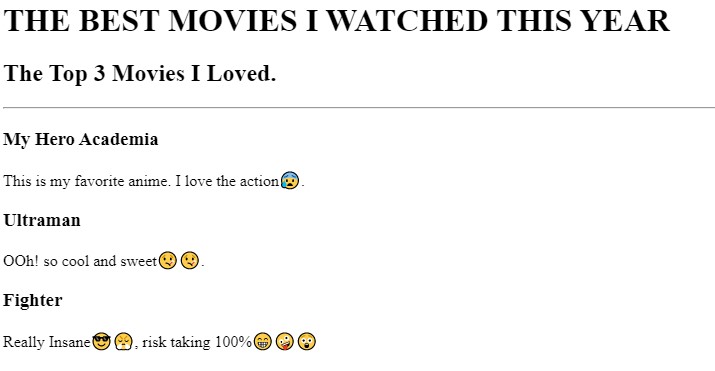 THE BEST MOVIES I WATCHED THIS YEAR
The Top 3 Movies I Loved.
My Hero Academia
This is my favorite anime. I love the action😰.
Ultraman
OOh! so cool and sweet🤨🤨.
Fighter
Really Insane😎😤, risk taking 100%😁🤪😮